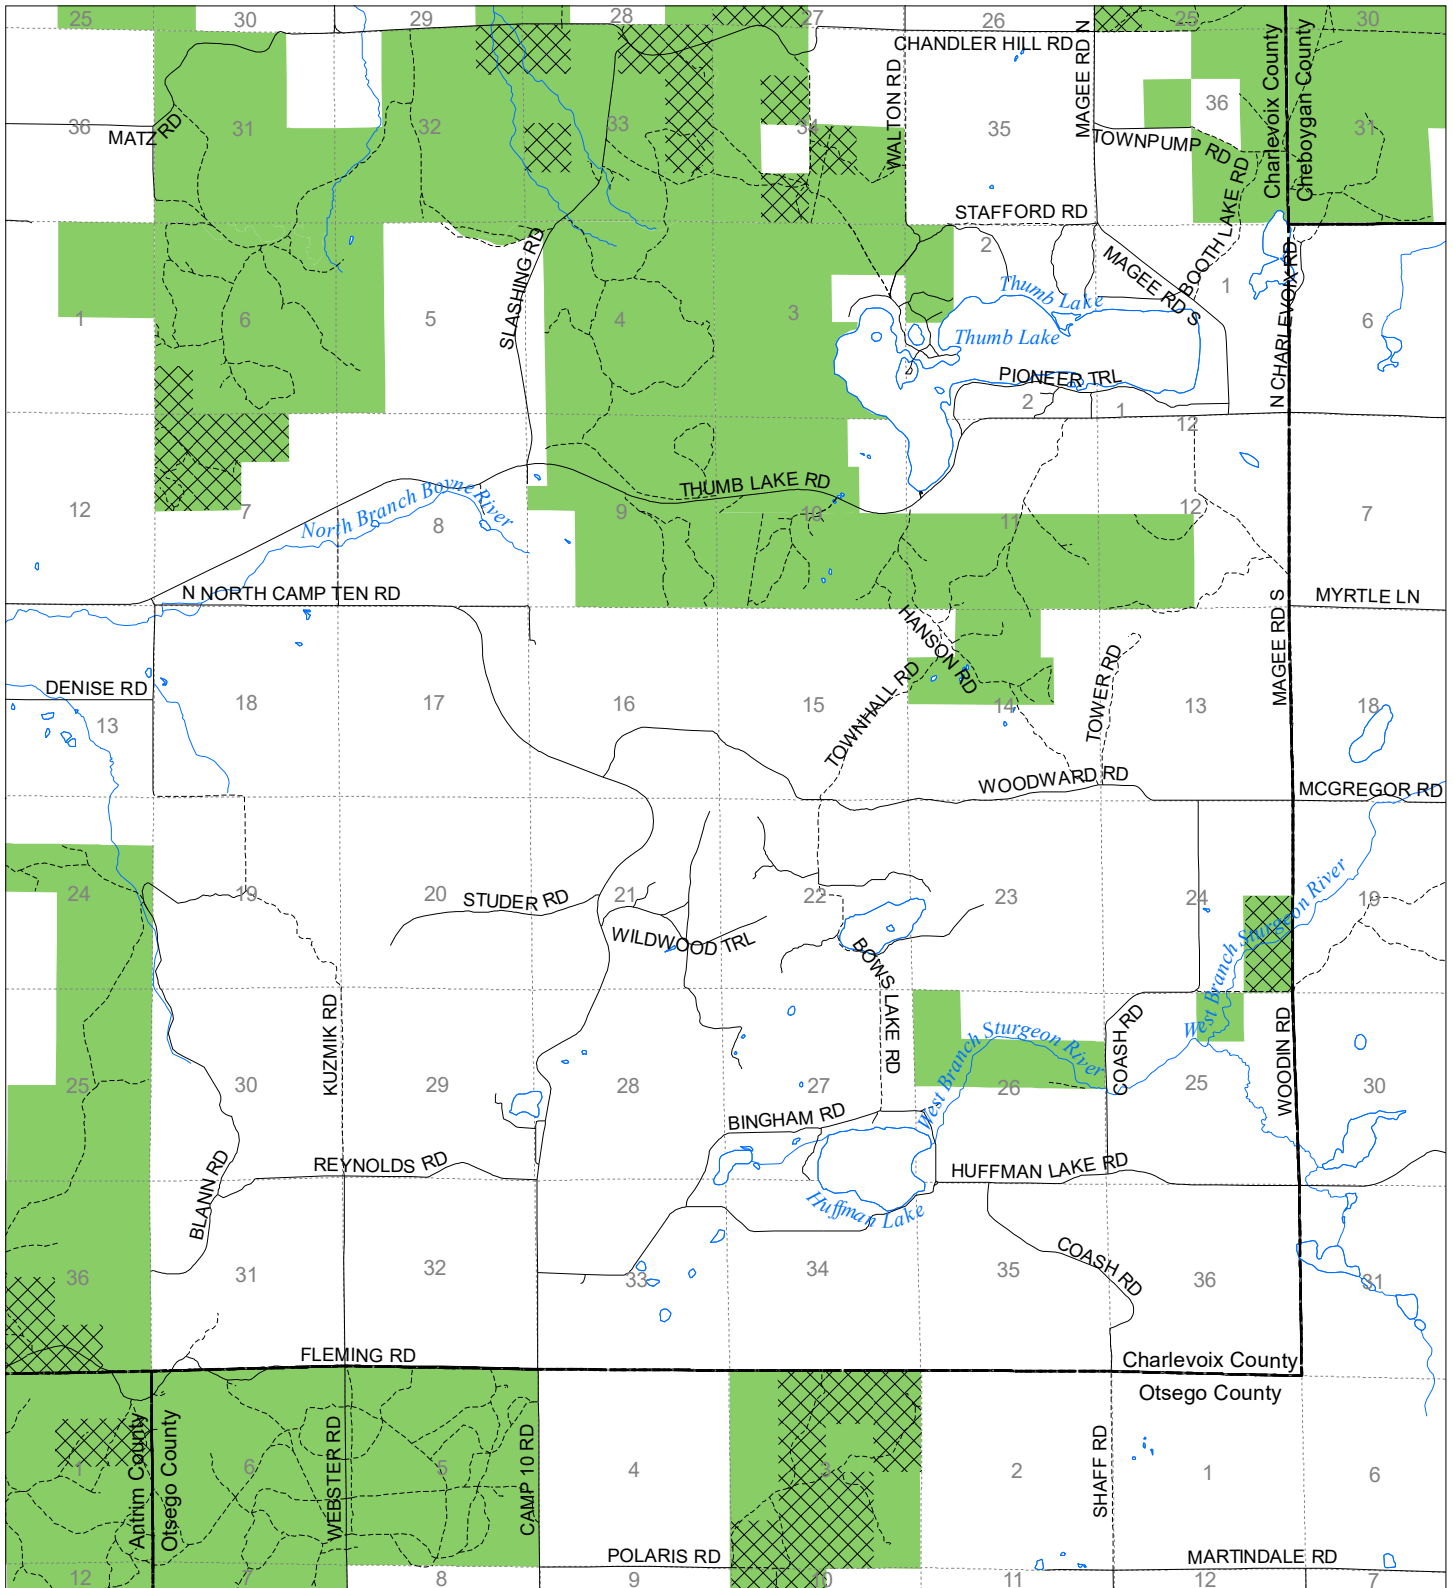 25
30
29
28
27
26
25
30
CHANDLER HILL RD
MAGEE RD N
Charlevoix County
Cheboygan County
36
MATZ RD
31
32
33
34
WALTON RD
35
36
TOWNPUMP RD
31
STAFFORD RD
BOOTH LAKE RD
1
6
5
SLASHING RD
4
3
2
Thumb Lake
Thumb Lake
MAGEE RD S
1
N CHARLEVOIX RD
6
PIONEER TRL
2
1
12
THUMB LAKE RD
12
7
North Branch Boyne River
8
9
10
11
12
7
N NORTH CAMP TEN RD
MYRTLE LN
HANSON RD
DENISE RD
13
18
17
16
15
TOWNHALL RD
14
TOWER RD
13
MAGEE RD S
18
WOODWARD RD
MCGREGOR RD
24
19
20
STUDER RD
21
WILDWOOD TRL
22
BOWS LAKE RD
23
24
West Branch Sturgeon River
19
25
KUZMIK RD
30
29
28
27
West Branch Sturgeon River
26
COASH RD
25
WOODIN RD
30
BINGHAM RD
BLANN RD
REYNOLDS RD
HUFFMAN LAKE RD
Huffman Lake
36
31
32
33
34
35
COASH RD
36
31
FLEMING RD
Charlevoix County
Otsego County
1
Antrim County
Otsego County
6
WEBSTER RD
5
CAMP 10 RD
4
3
2
SHAFF RD
1
6
POLARIS RD
MARTINDALE RD
12
7
8
9
10
11
12
7